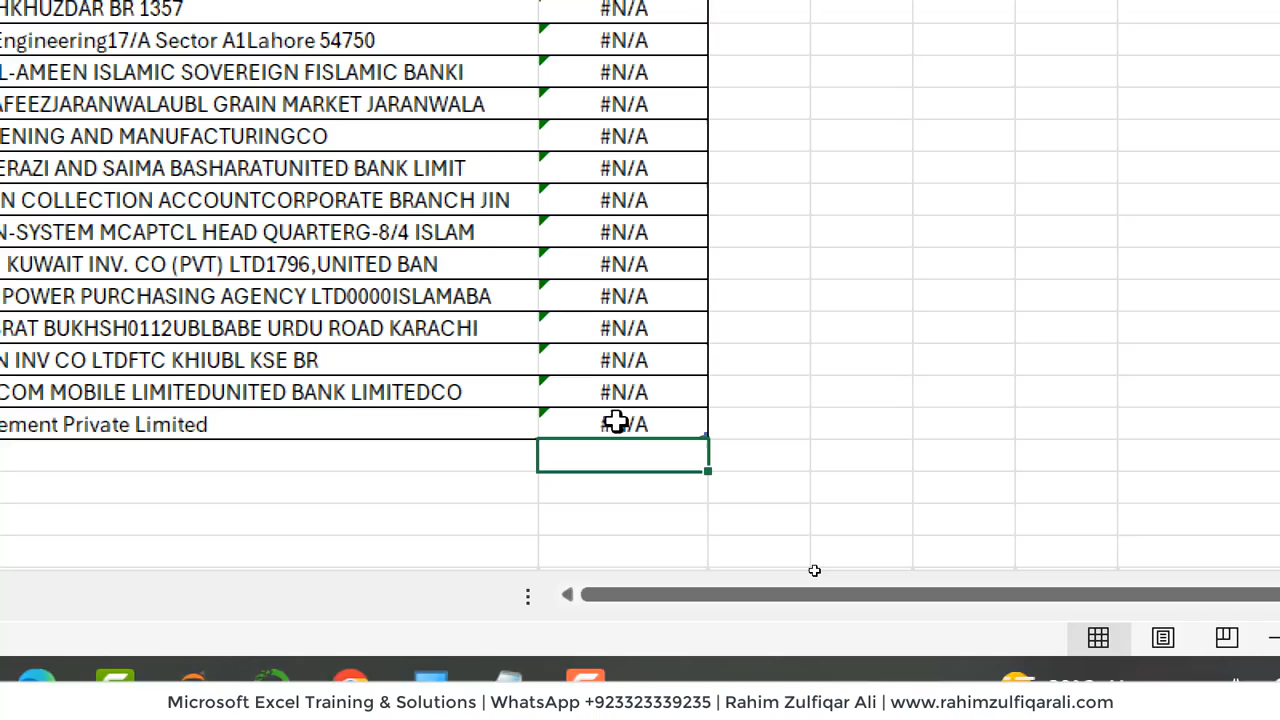 HKHUZDAR BR 1357 #N/A
Engineering17/A Sector A1Lahore 54750 #N/A
L-AMEEN ISLAMIC SOVEREIGN FISLAMIC BANKI #N/A
AFEEZJARANWALAUBL GRAIN MARKET JARANWALA #N/A
ENING AND MANUFACTURINGCO #N/A
ERAZI AND SAIMA BASHARATUNITED BANK LIMIT #N/A
N COLLECTION ACCOUNTCORPORATE BRANCH JIN #N/A
N-SYSTEM MCAPTCL HEAD QUARTERG-8/4 ISLAM #N/A
KUWAIT INV. CO (PVT) LTD1796,UNITED BAN #N/A
POWER PURCHASING AGENCY LTD0000ISLAMABA #N/A
RAT BUKHSH0112UBLBABE URDU ROAD KARACHI #N/A
N INV CO LTDFTC KHIUBL KSE BR #N/A
COM MOBILE LIMITEDUNITED BANK LIMITEDCO #N/A
ement Private Limited #N/A
Microsoft Excel Training & Solutions | WhatsApp +923323339235 | Rahim Zulfiqar Ali | www.rahimzulfiqarali.com